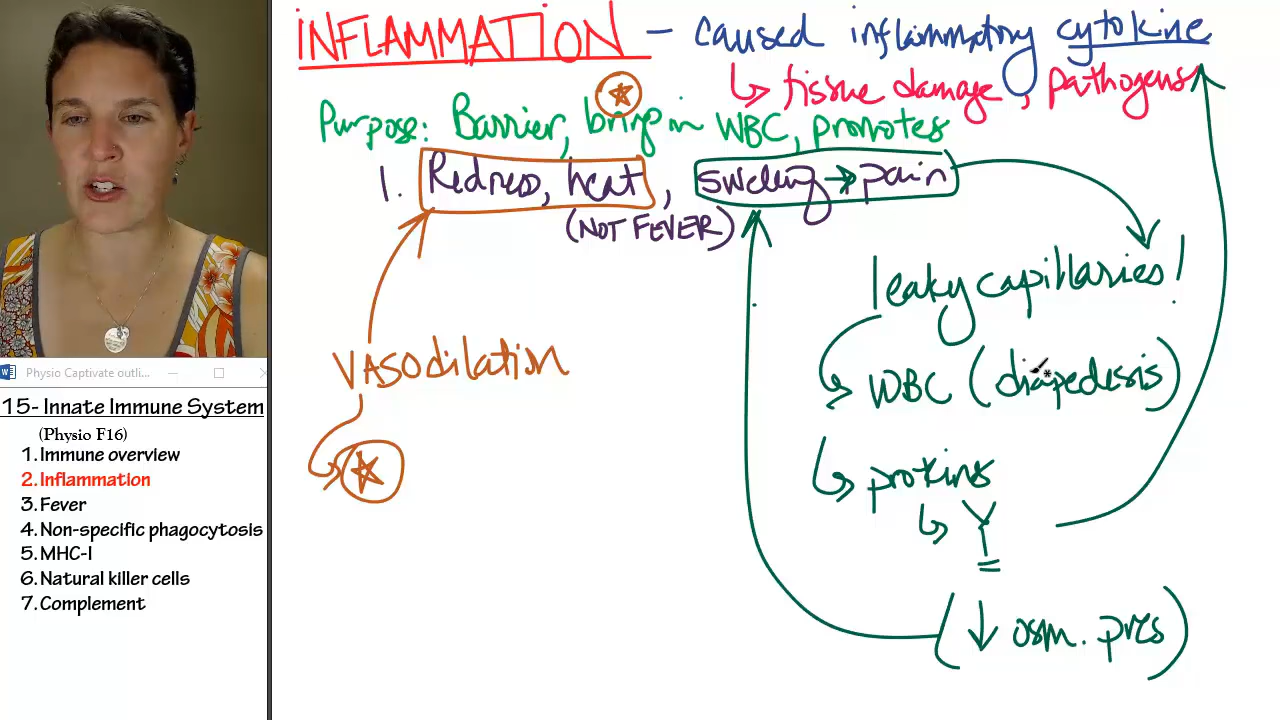 INFLAMMATION – caused inflammatory cytokine
↳ tissue damage, pathogens
Purpose: Barrier, bring in WBC, promotes
1. Redness, heat, swelling → pain
(NOT FEVER)
leaky capillaries!
VASodilation
↳ WBC (diapedesis)
↳ proteins
↳ Y
(↓ osm. pres)
Physio Captivate outli...
15- Innate Immune System
(Physio F16)
1. Immune overview
2. Inflammation
3. Fever
4. Non-specific phagocytosis
5. MHC-I
6. Natural killer cells
7. Complement